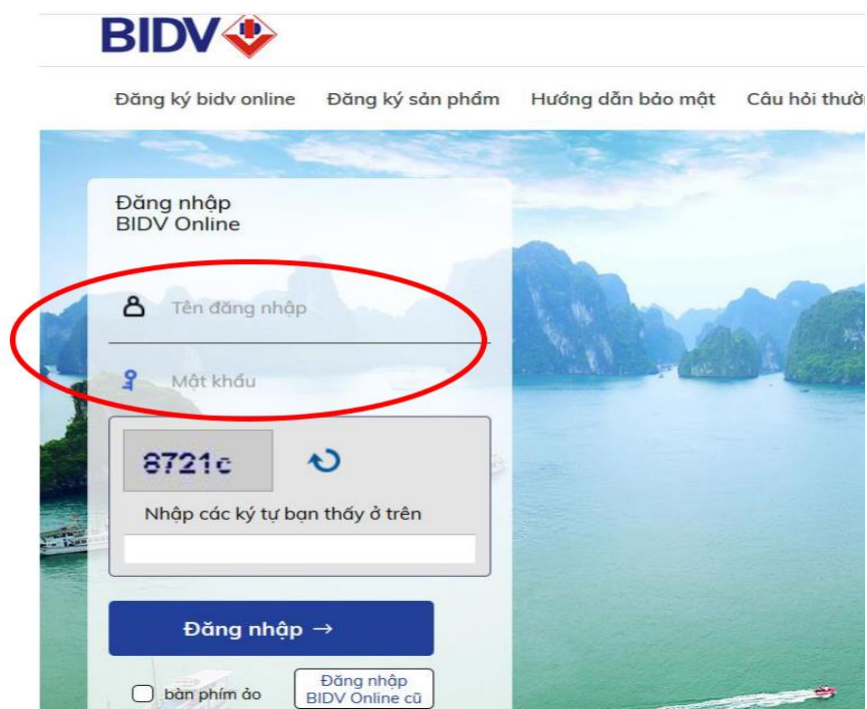 BIDV
Đăng ký bidv online Đăng ký sản phẩm Hướng dẫn bảo mật Câu hỏi thườn
Đăng nhập
BIDV Online
Tên đăng nhập
Mật khẩu
8721c
Nhập các ký tự bạn thấy ở trên
Đăng nhập →
bàn phím ảo
Đăng nhập
BIDV Online cũ